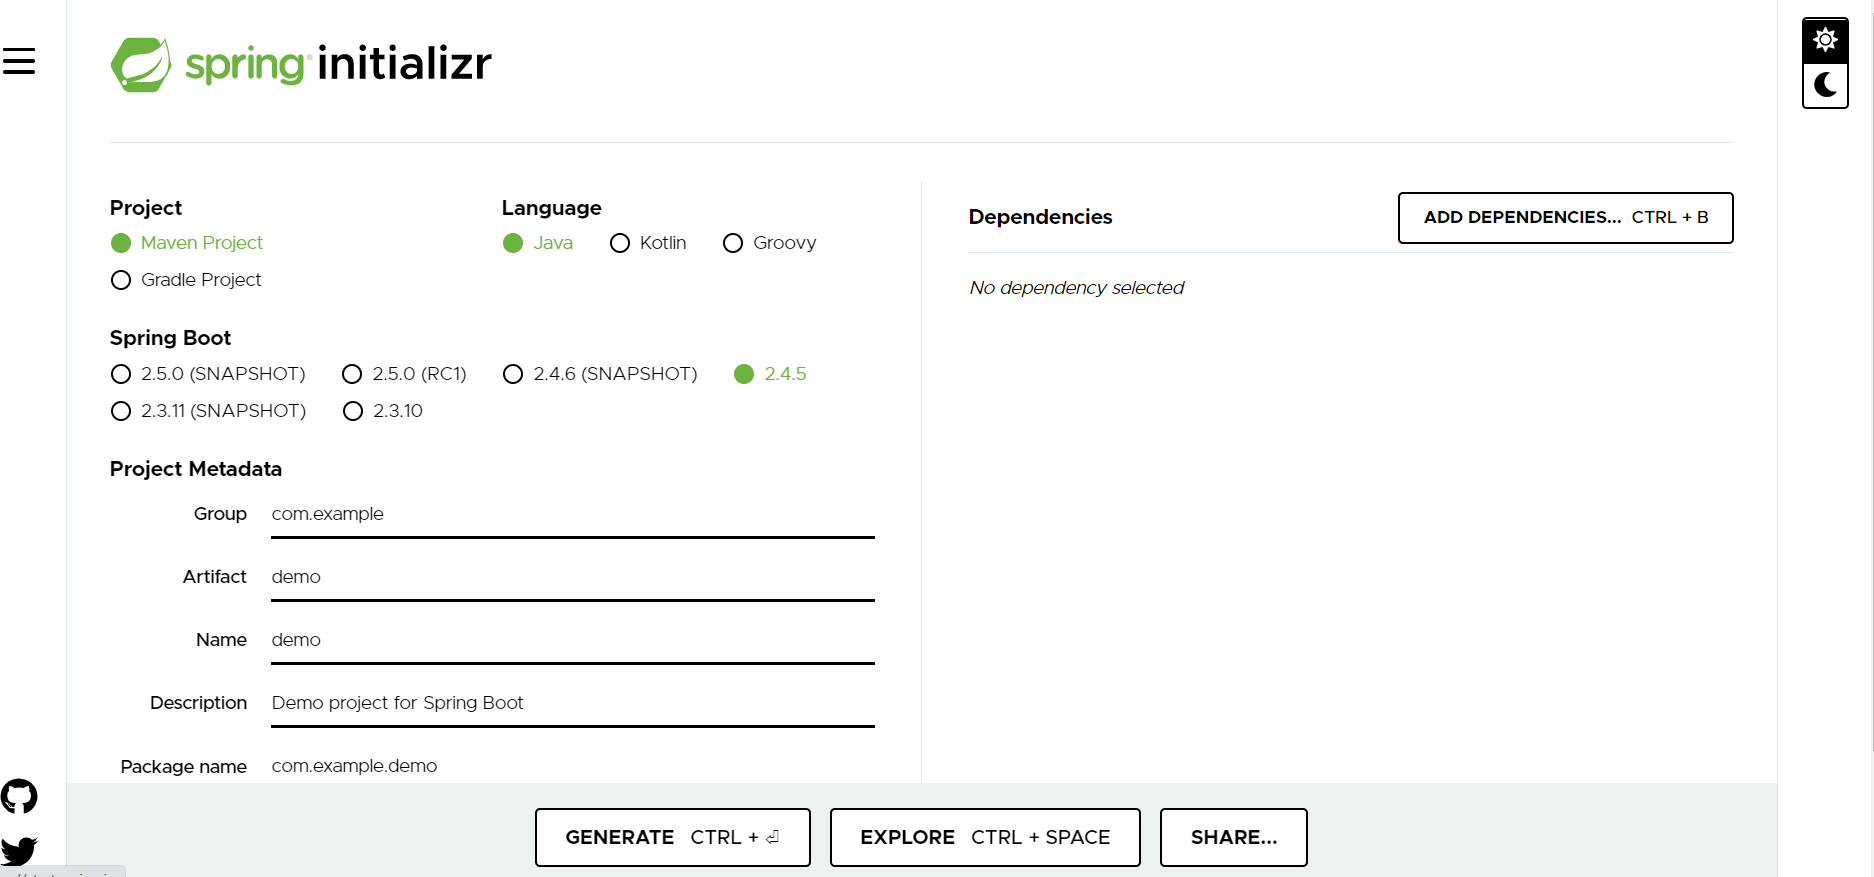 spring initializr
Project
Maven Project
Gradle Project
Language
Java Kotlin Groovy
Spring Boot
2.5.0 (SNAPSHOT) 2.5.0 (RC1) 2.4.6 (SNAPSHOT) 2.4.5
2.3.11 (SNAPSHOT) 2.3.10
Project Metadata
Group com.example
Artifact demo
Name demo
Description Demo project for Spring Boot
Package name com.example.demo
Dependencies
ADD DEPENDENCIES... CTRL + B
No dependency selected
GENERATE CTRL + ⏎
EXPLORE CTRL + SPACE
SHARE...